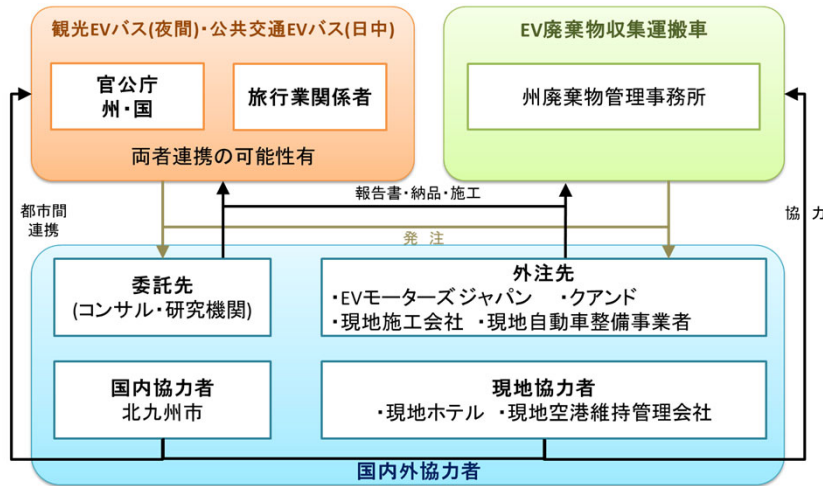 観光EVバス(夜間)・公共交通EVバス(日中)
官公庁
州・国
旅行業関係者
両者連携の可能性有
EV廃棄物収集運搬車
州廃棄物管理事務所
都市間
連携
報告書・納品・施工
発注
協力
委託先
(コンサル・研究機関)
外注先
・EVモーターズジャパン ・クアンド
・現地施工会社 ・現地自動車整備事業者
国内協力者
北九州市
現地協力者
・現地ホテル ・現地空港維持管理会社
国内外協力者